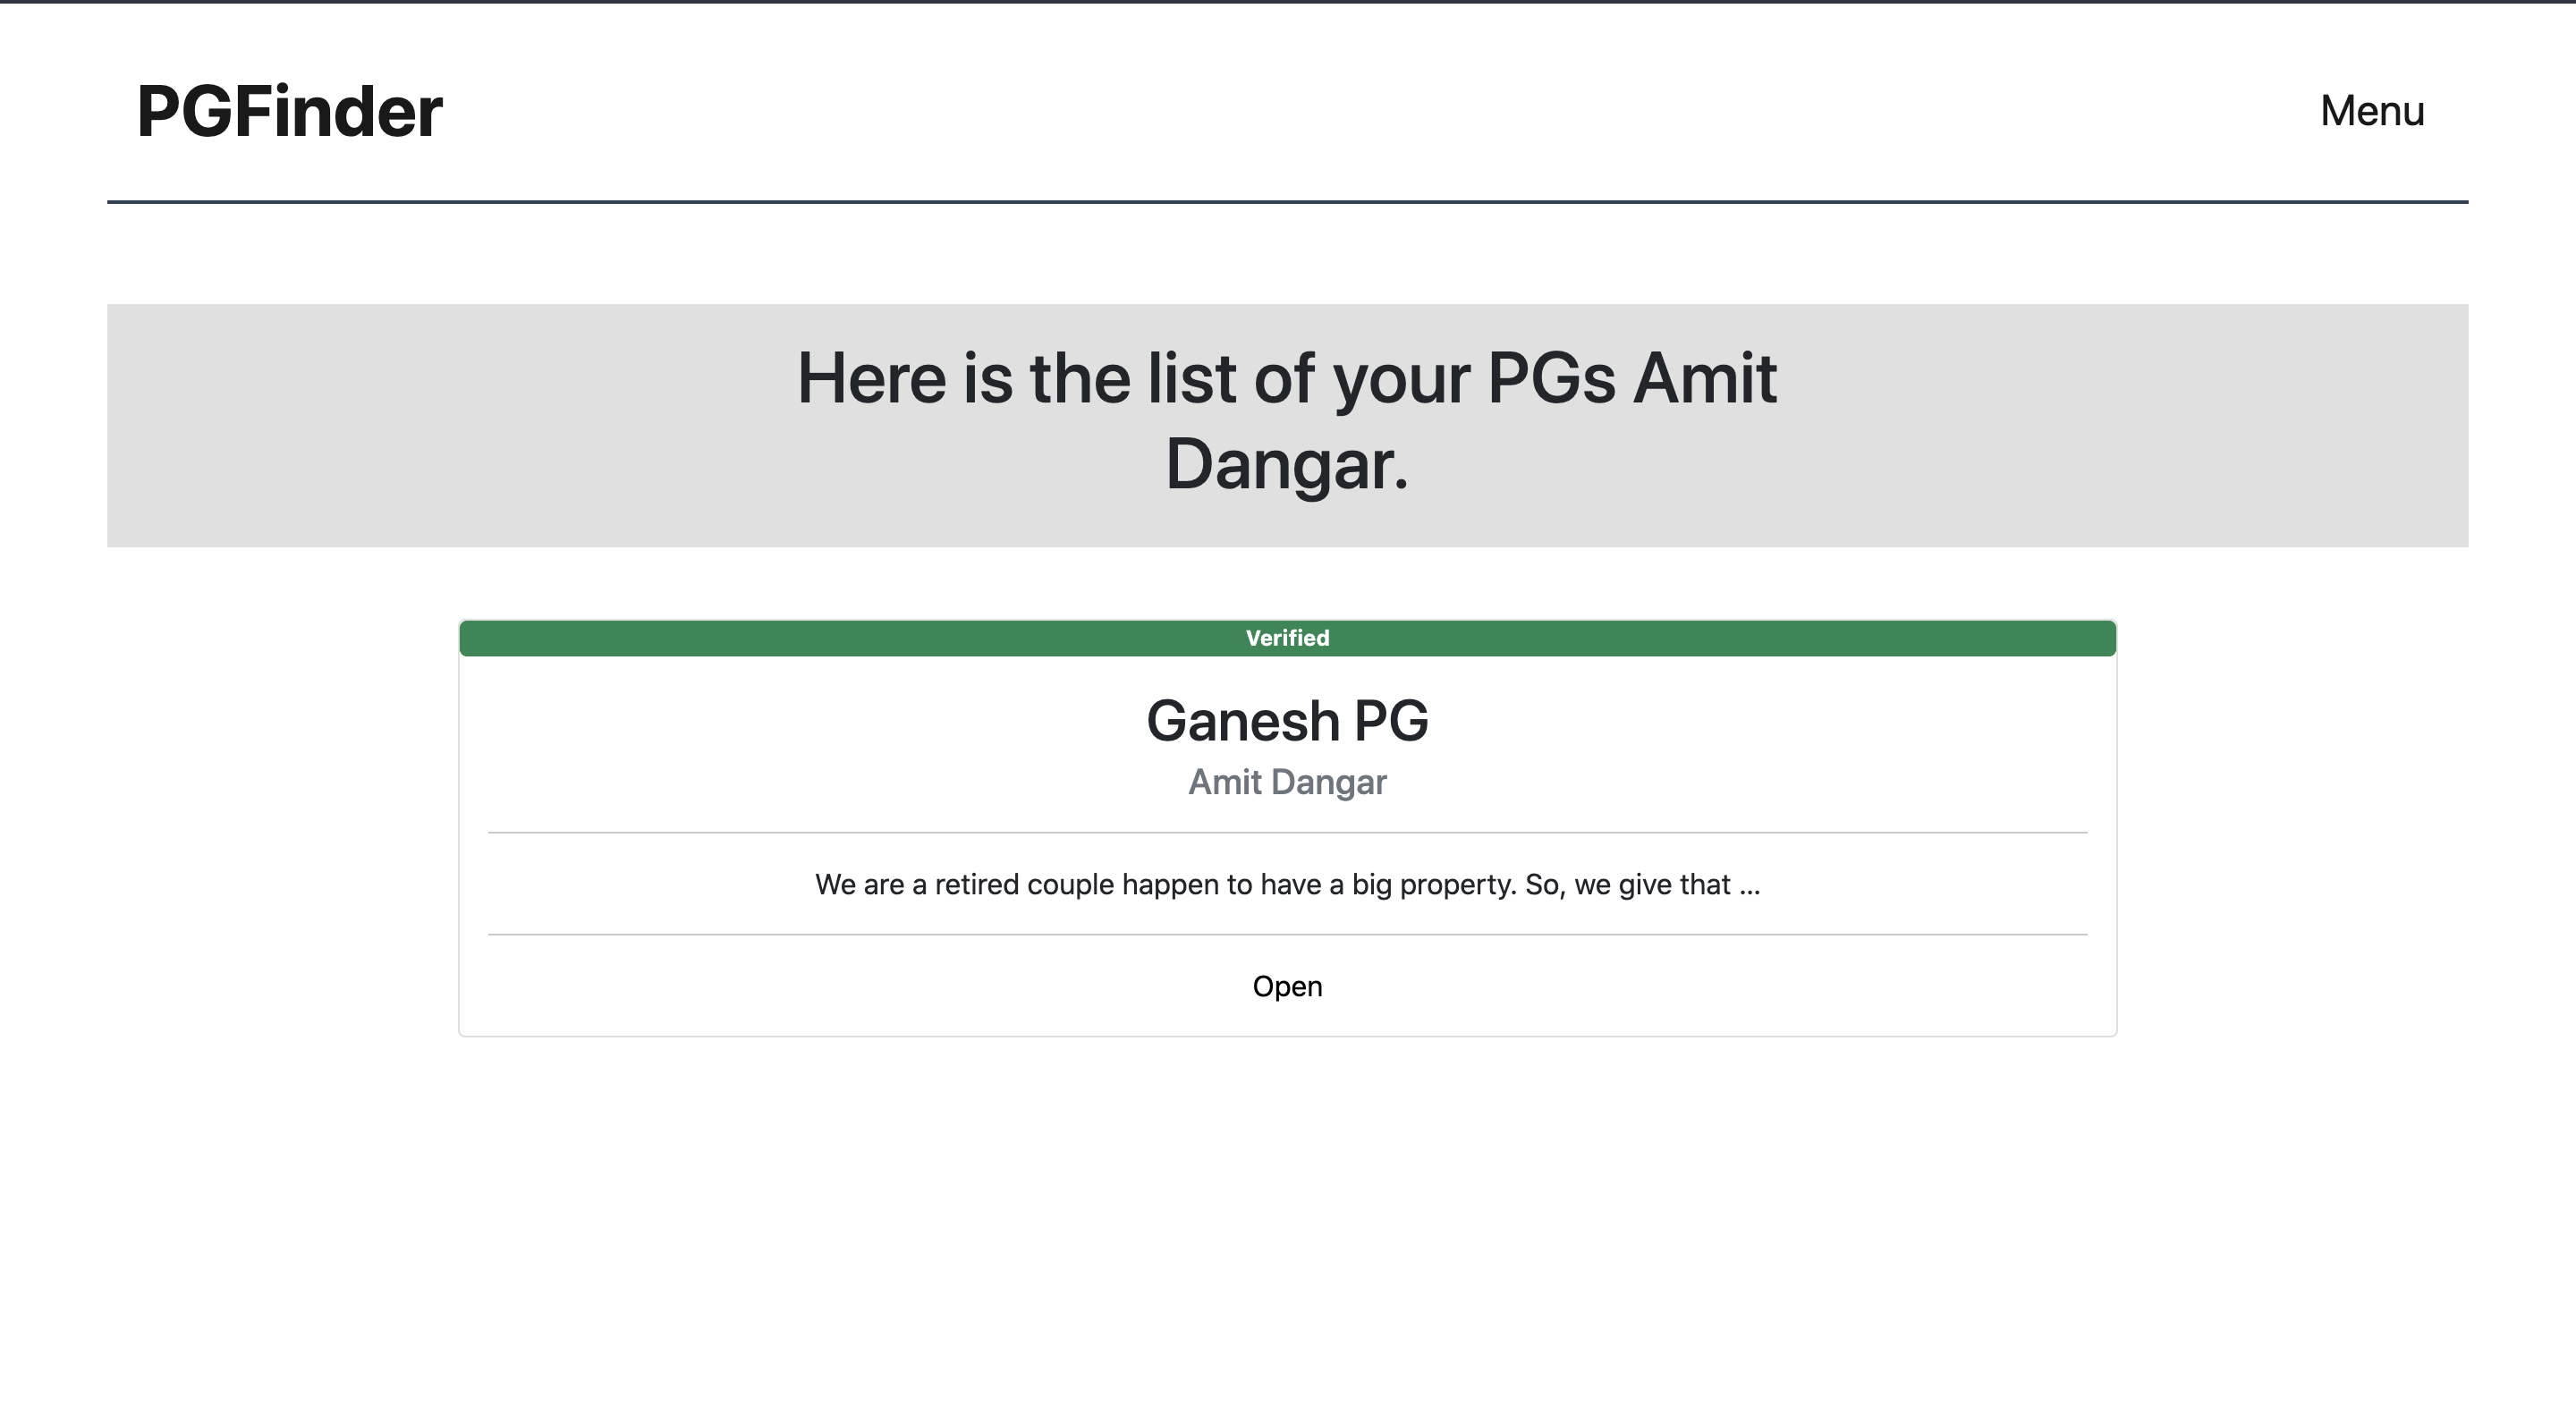 PGFinder
Menu
Here is the list of your PGs Amit
Dangar.
Verified
Ganesh PG
Amit Dangar
We are a retired couple happen to have a big property. So, we give that ...
Open